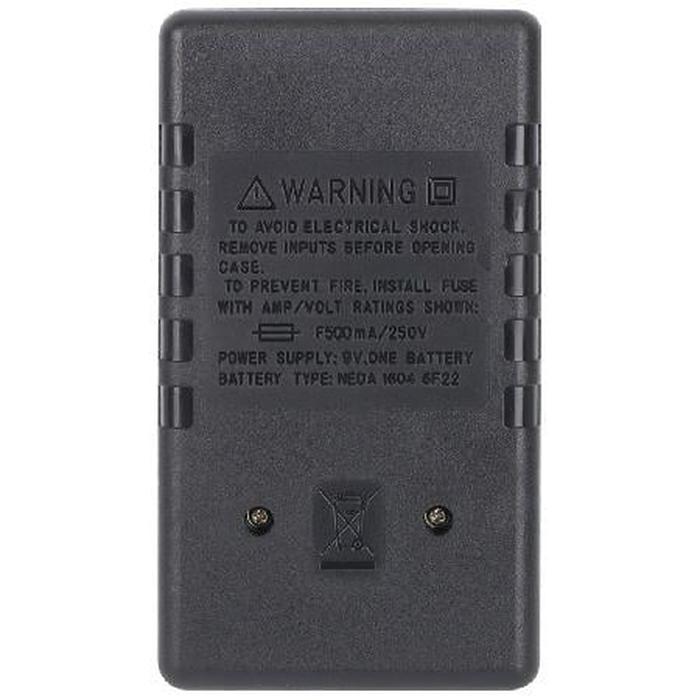 WARNING
TO AVOID ELECTRICAL SHOCK,
REMOVE INPUTS BEFORE OPENING
CASE.
TO PREVENT FIRE, INSTALL FUSE
WITH AMP/VOLT RATINGS SHOWN:
F500mA/250V
POWER SUPPLY: 9V, ONE BATTERY
BATTERY TYPE: NEDA 1604 6F22